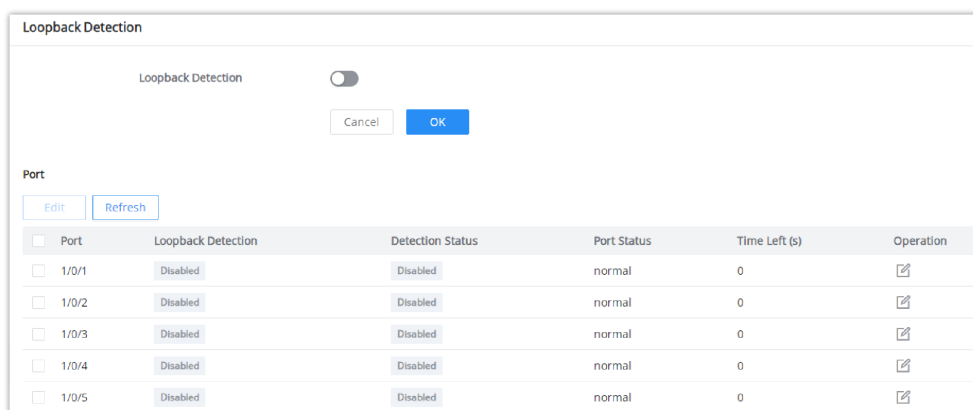 Loopback Detection
Loopback Detection
Cancel OK
Port
Edit Refresh
Port Loopback Detection Detection Status Port Status Time Left (s) Operation
1/0/1 Disabled Disabled normal 0
1/0/2 Disabled Disabled normal 0
1/0/3 Disabled Disabled normal 0
1/0/4 Disabled Disabled normal 0
1/0/5 Disabled Disabled normal 0